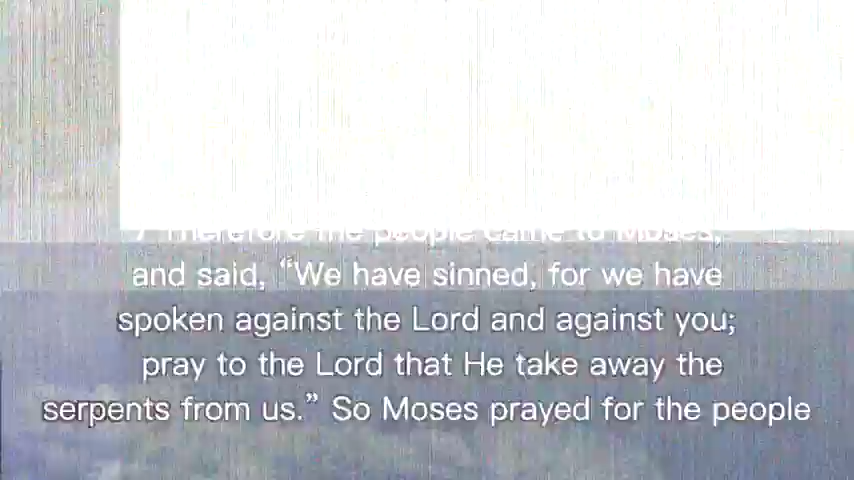 7 Therefore the people came to Moses,
and said, “We have sinned, for we have
spoken against the Lord and against you;
pray to the Lord that He take away the
serpents from us.” So Moses prayed for the people